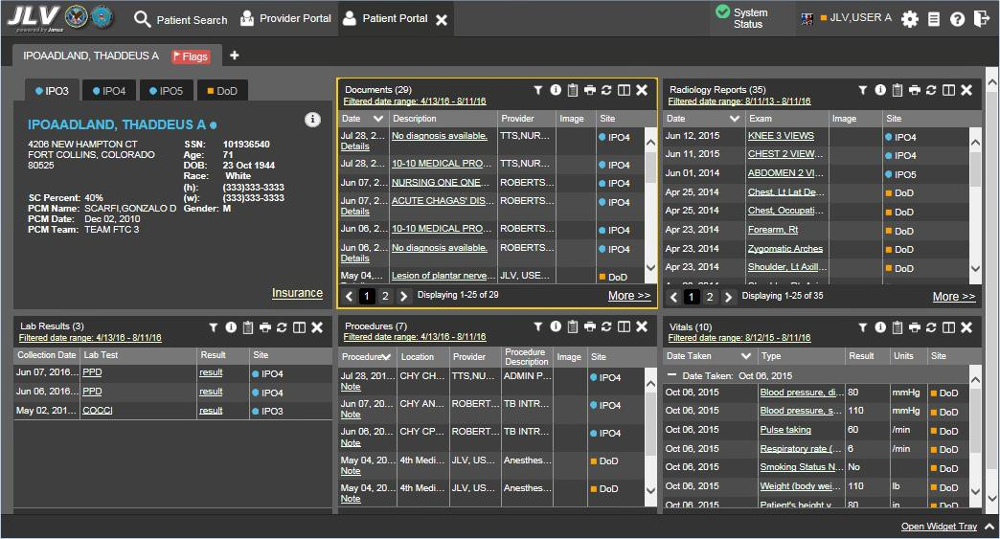 JLV
powered by Janus
Patient Search
Provider Portal
Patient Portal
System Status
JLV,USER A
IPOAADLAND, THADDEUS A
Flags
IPO3 IPO4 IPO5 DoD
IPOAADLAND, THADDEUS A
4206 NEW HAMPTON CT
FORT COLLINS, COLORADO
80525
SSN: 101936540
Age: 71
DOB: 23 Oct 1944
Race: White
(h): (333)333-3333
SC Percent: 40% (w): (333)333-3333
PCM Name: SCARFI,GONZALO D Gender: M
PCM Date: Dec 02, 2010
PCM Team: TEAM FTC 3
Insurance
Documents (29)
Filtered date range: 4/13/16 - 8/11/16
Date Description Provider Image Site
Jul 28, 2... No diagnosis available. TTS,NUR... IPO4
Details
Jul 28, 2... 10-10 MEDICAL PRO... TTS,NUR... IPO4
Jun 07, ... NURSING ONE ONE... ROBERTS... IPO4
Jun 07, ... ACUTE CHAGAS' DIS... ROBERTS... IPO4
Details
Jun 06, 2... 10-10 MEDICAL PRO... ROBERTS... IPO4
Jun 06, 2... No diagnosis available. ROBERTS... IPO4
Details
May 04,... Lesion of plantar nerve... JLV, USE... DoD
1 2 Displaying 1-25 of 29 More >>
Radiology Reports (35)
Filtered date range: 8/11/13 - 8/11/16
Date Exam Image Site
Jun 12, 2015 KNEE 3 VIEWS IPO4
Jun 11, 2015 CHEST 2 VIEW... IPO4
Jun 01, 2015 ABDOMEN 2 VI... IPO5
Apr 25, 2014 Chest, Lt Lat De... DoD
Apr 25, 2014 Chest, Occupati... DoD
Apr 23, 2014 Forearm, Rt DoD
Apr 23, 2014 Zygomatic Arches DoD
Apr 23, 2014 Shoulder, Lt Axill... DoD
1 2 Displaying 1-25 of 35 More >>
Lab Results (3)
Filtered date range: 4/13/16 - 8/11/16
Collection Date Lab Test Result Site
Jun 07, 2016... PPD result IPO4
Jun 06, 2016... PPD result IPO4
May 02, 201... COCCI result IPO3
Procedures (7)
Filtered date range: 4/13/16 - 8/11/16
Procedure Location Provider Procedure Description Image Site
Jul 28, 201... CHY CH... TTS,NU... ADMIN P... IPO4
Note
Jun 07, 20... CHY AN... ROBERT... TB INTR... IPO4
Note
Jun 06, 20... CHY CP... ROBERT... TB INTR... IPO4
Note
May 04, 20... 4th Medi... JLV, US... Anesthes... DoD
Note
May 04, 20... 4th Medi... JLV, US... Anesthes... DoD
Note
Vitals (10)
Filtered date range: 8/12/15 - 8/11/16
Date Taken Type Result Units Site
Date Taken: Oct 06, 2015
Oct 06, 2015 Blood pressure, di... 80 mmHg DoD
Oct 06, 2015 Blood pressure, s... 110 mmHg DoD
Oct 06, 2015 Pulse taking 60 /min DoD
Oct 06, 2015 Respiratory rate (... 6 /min DoD
Oct 06, 2015 Smoking Status N... No DoD
Oct 06, 2015 Weight (body wei... 110 lb DoD
Oct 06, 2015 Patient's height v... 80 in DoD
Open Widget Tray